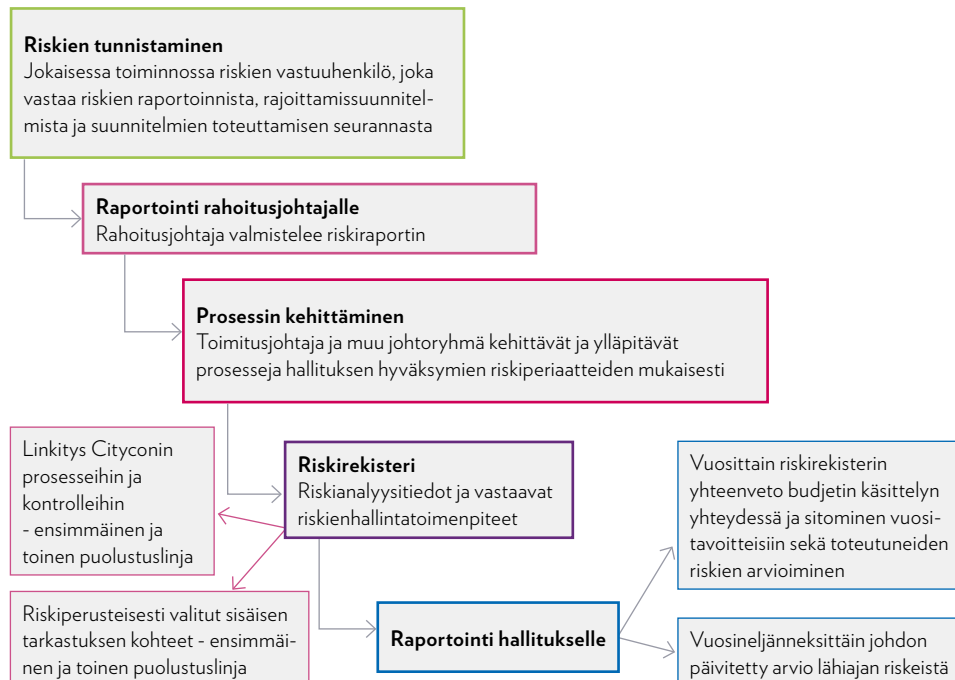 Riskien tunnistaminen
Jokaisessa toiminnossa riskien vastuuhenkilö, joka
vastaa riskien raportoinnista, rajoittamissuunnitel-
mista ja suunnitelmien toteuttamisen seurannasta
Raportointi rahoitusjohtajalle
Rahoitusjohtaja valmistelee riskiraportin
Prosessin kehittäminen
Toimitusjohtaja ja muu johtoryhmä kehittävät ja ylläpitävät
prosesseja hallituksen hyväksymien riskiperiaatteiden mukaisesti
Linkitys Cityconin
prosesseihin ja
kontrolleihin
- ensimmäinen ja
toinen puolustuslinja
Riskirekisteri
Riskianalyysitiedot ja vastaavat
riskienhallintatoimenpiteet
Vuosittain riskirekisterin
yhteenveto budjetin käsittelyn
yhteydessä ja sitominen vuosi-
tavoitteisiin sekä toteutuneiden
riskien arvioiminen
Riskiperusteisesti valitut sisäisen
tarkastuksen kohteet - ensimmäi-
nen ja toinen puolustuslinja
Raportointi hallitukselle
Vuosineljänneksittäin johdon
päivitetty arvio lähiajan riskeistä